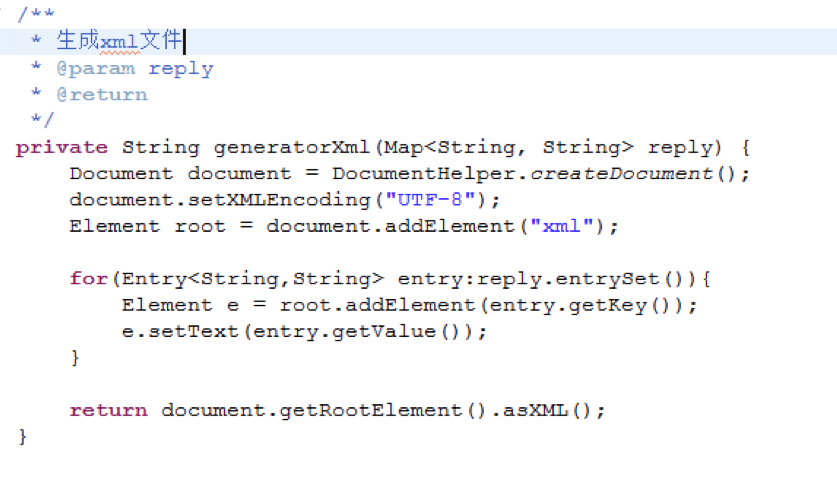 /**
 * 生成xml文件
 * @param reply
 * @return
 */
private String generatorXml(Map<String, String> reply) {
    Document document = DocumentHelper.createDocument();
    document.setXMLEncoding("UTF-8");
    Element root = document.addElement("xml");

    for(Entry<String,String> entry:reply.entrySet()){
        Element e = root.addElement(entry.getKey());
        e.setText(entry.getValue());
    }

    return document.getRootElement().asXML();
}